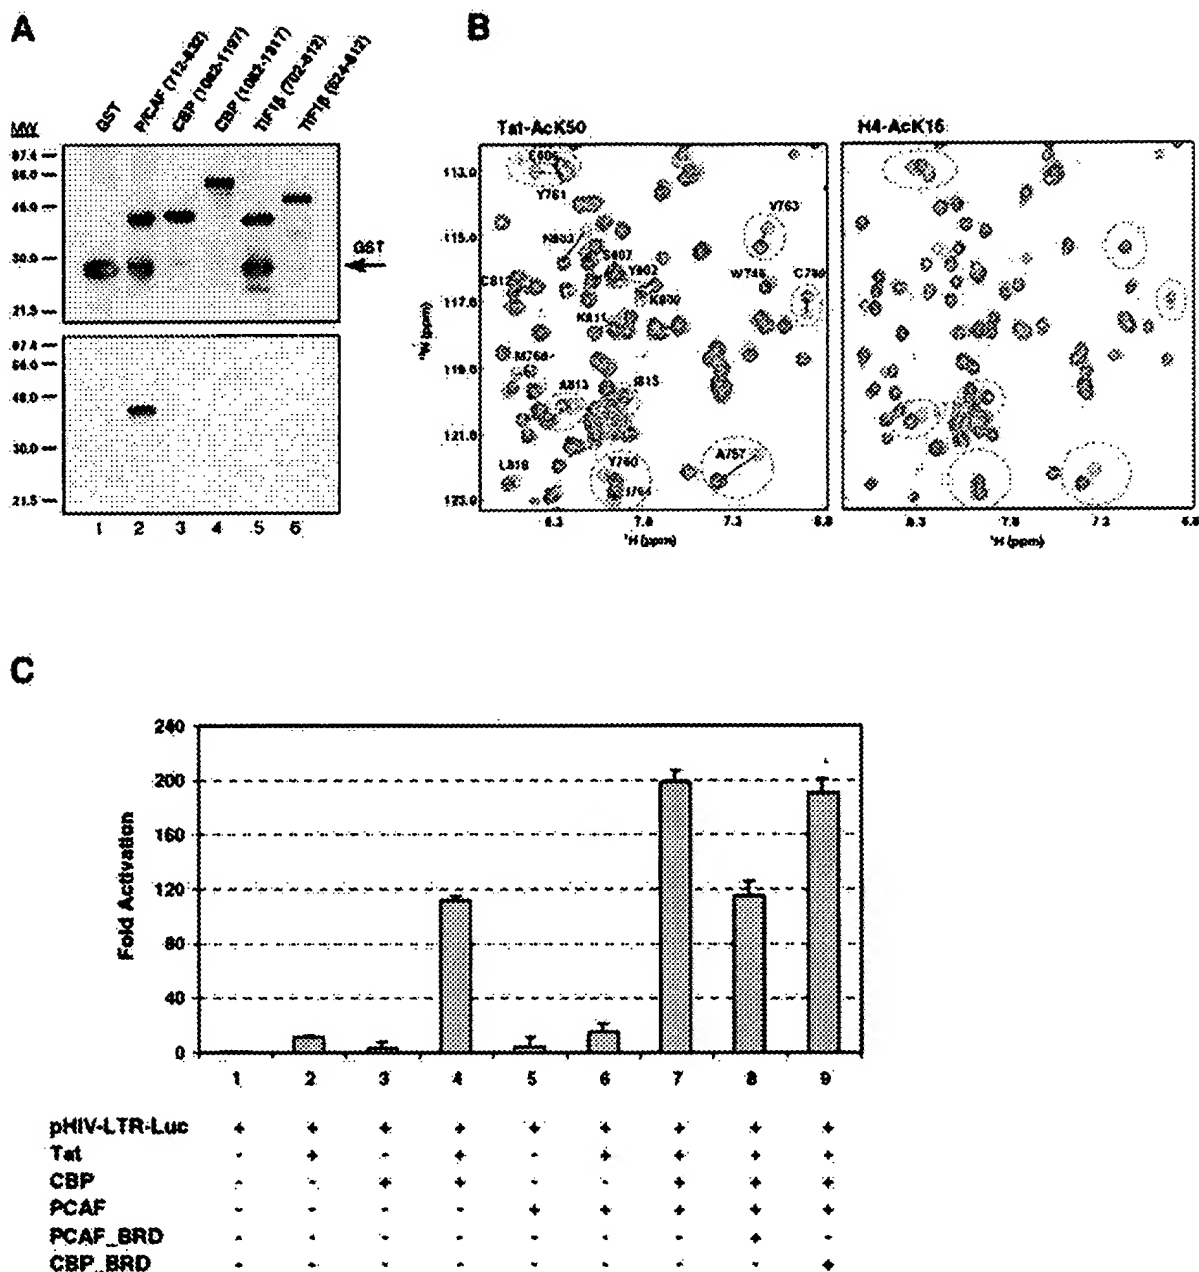 A
GST
P/CAF (712-832)
CBP (1082-1197)
CBP (1082-1317)
TIF1β (702-812)
TIF1β (624-812)
MW
97.4
66.0
46.0
30.0
21.5
GST
97.4
66.0
46.0
30.0
21.5
1 2 3 4 5 6
B
Tat-AcK50
H4-AcK16
113.0
115.0
117.0
119.0
121.0
123.0
Y761
V763
N803
S807
Y802
W746
K811
M768
A813
I815
L818
Y760
A757
8.3 7.8 7.3 6.8
¹H (ppm)
8.3 7.8 7.3 6.8
¹H (ppm)
C
Fold Activation
240
200
160
120
80
40
0
1 2 3 4 5 6 7 8 9
pHIV-LTR-Luc + + + + + + + + +
Tat - + - + - + + + +
CBP - - + + - - + + +
PCAF - - - - + + + + +
PCAF_BRD - - - - - - - + -
CBP_BRD - - - - - - - - +